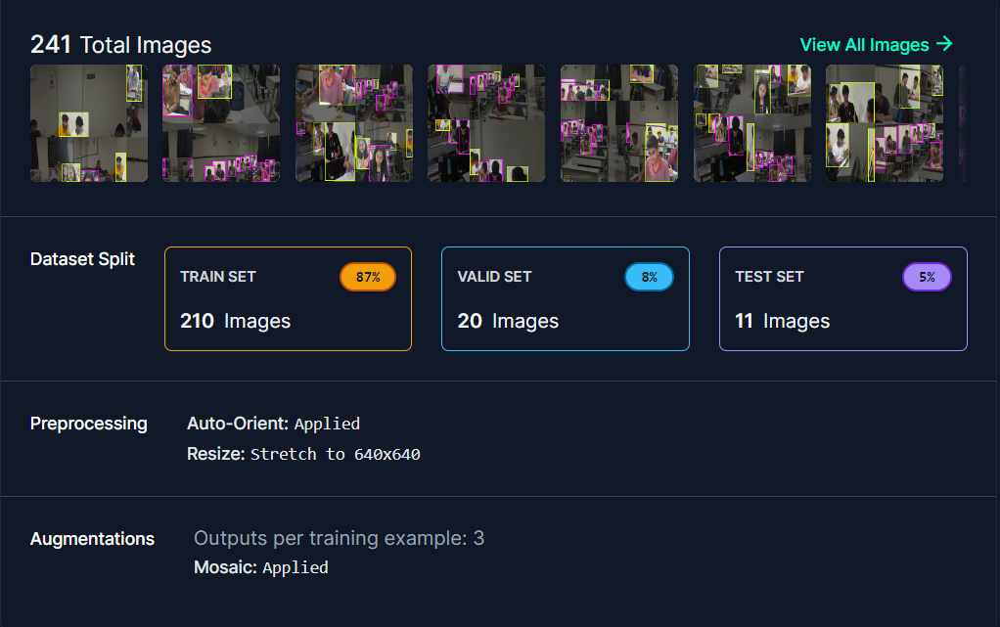 241 Total Images
View All Images →
Dataset Split
TRAIN SET
87%
210 Images
VALID SET
8%
20 Images
TEST SET
5%
11 Images
Preprocessing
Auto-Orient: Applied
Resize: Stretch to 640x640
Augmentations
Outputs per training example: 3
Mosaic: Applied